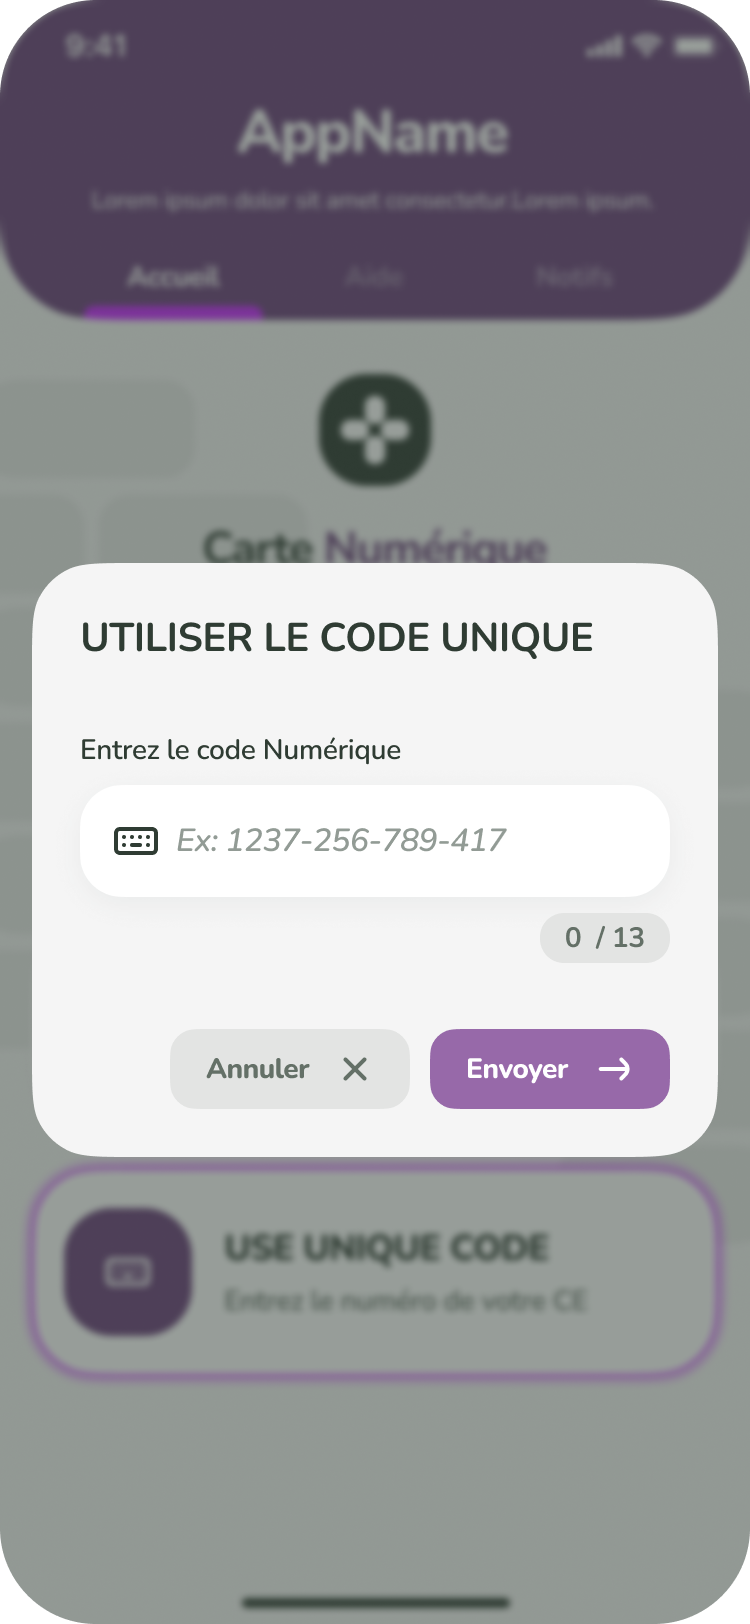 9:41
AppName
Lorem ipsum dolor sit amet consectetur.Lorem ipsum.
Accueil Aide Notifs
Carte Numérique
UTILISER LE CODE UNIQUE
Entrez le code Numérique
Ex: 1237-256-789-417
0 / 13
Annuler Envoyer
USE UNIQUE CODE
Entrez le numéro de votre CE